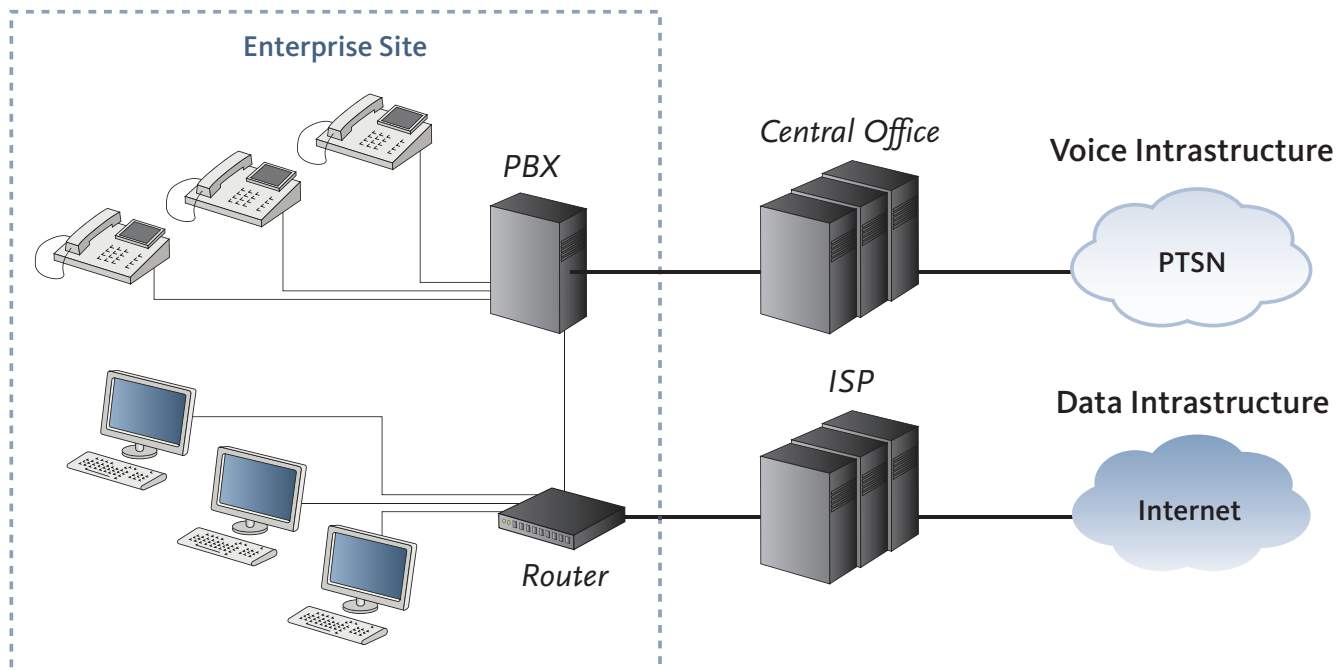 Enterprise Site
PBX
Central Office
Voice Intrastructure
PTSN
ISP
Data Intrastructure
Internet
Router